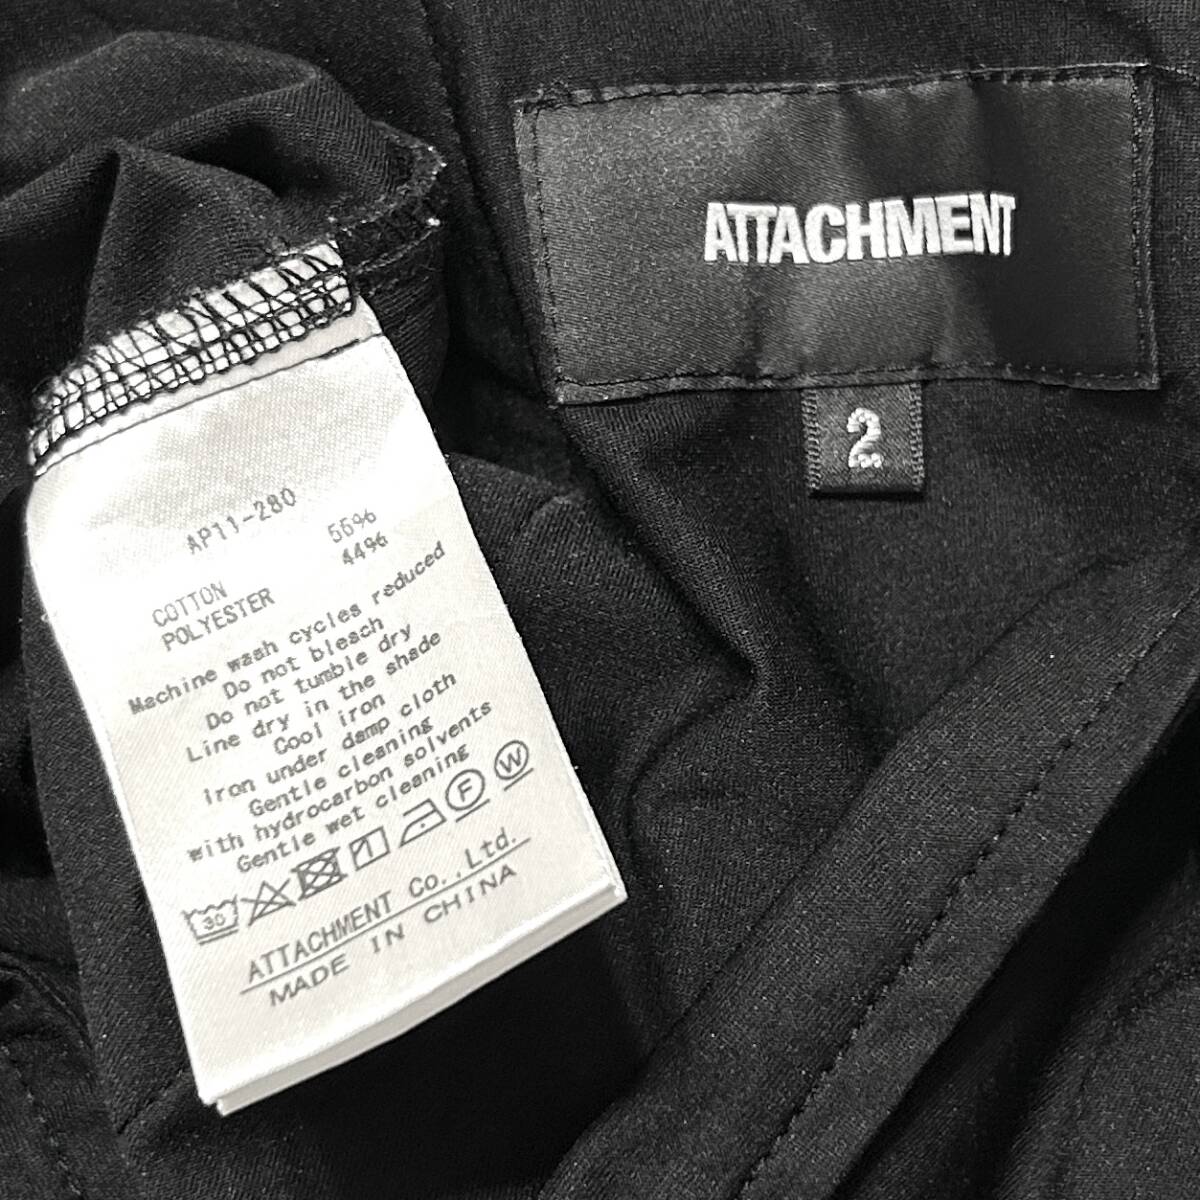 ATTACHMENT
2
AP11-280
COTTON 56%
POLYESTER 44%
Machine wash cycles reduced
Do not bleach
Do not tumble dry
Line dry in the shade
Cool iron
iron under damp cloth
Gentle cleaning
with hydrocarbon solvents
Gentle wet cleaning
30 F W
ATTACHMENT Co.,Ltd.
MADE IN CHINA